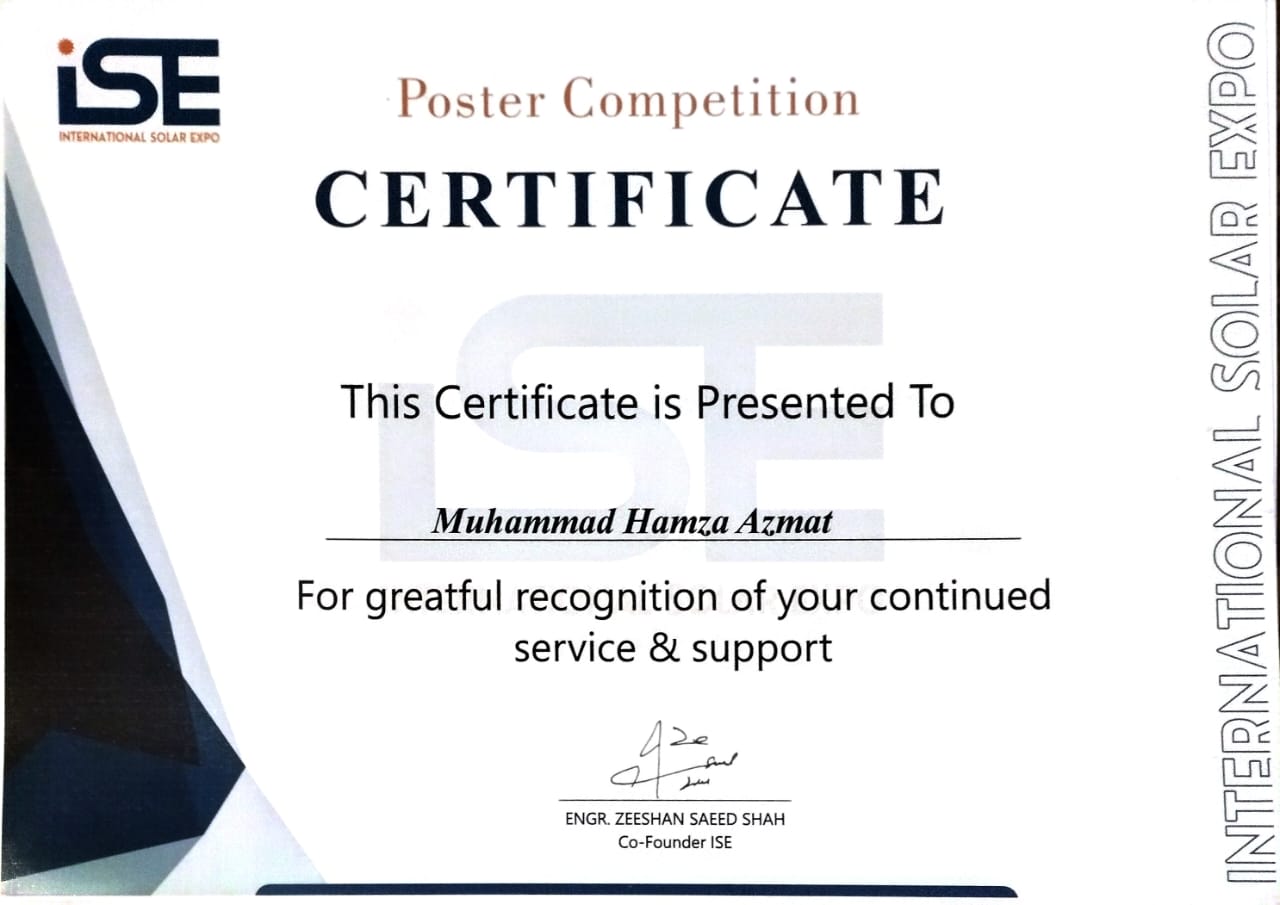 iSE
INTERNATIONAL SOLAR EXPO
Poster Competition
CERTIFICATE
This Certificate is Presented To
Muhammad Hamza Azmat
For greatful recognition of your continued
service & support
ENGR. ZEESHAN SAEED SHAH
Co-Founder ISE
INTERNATIONAL SOLAR EXPO